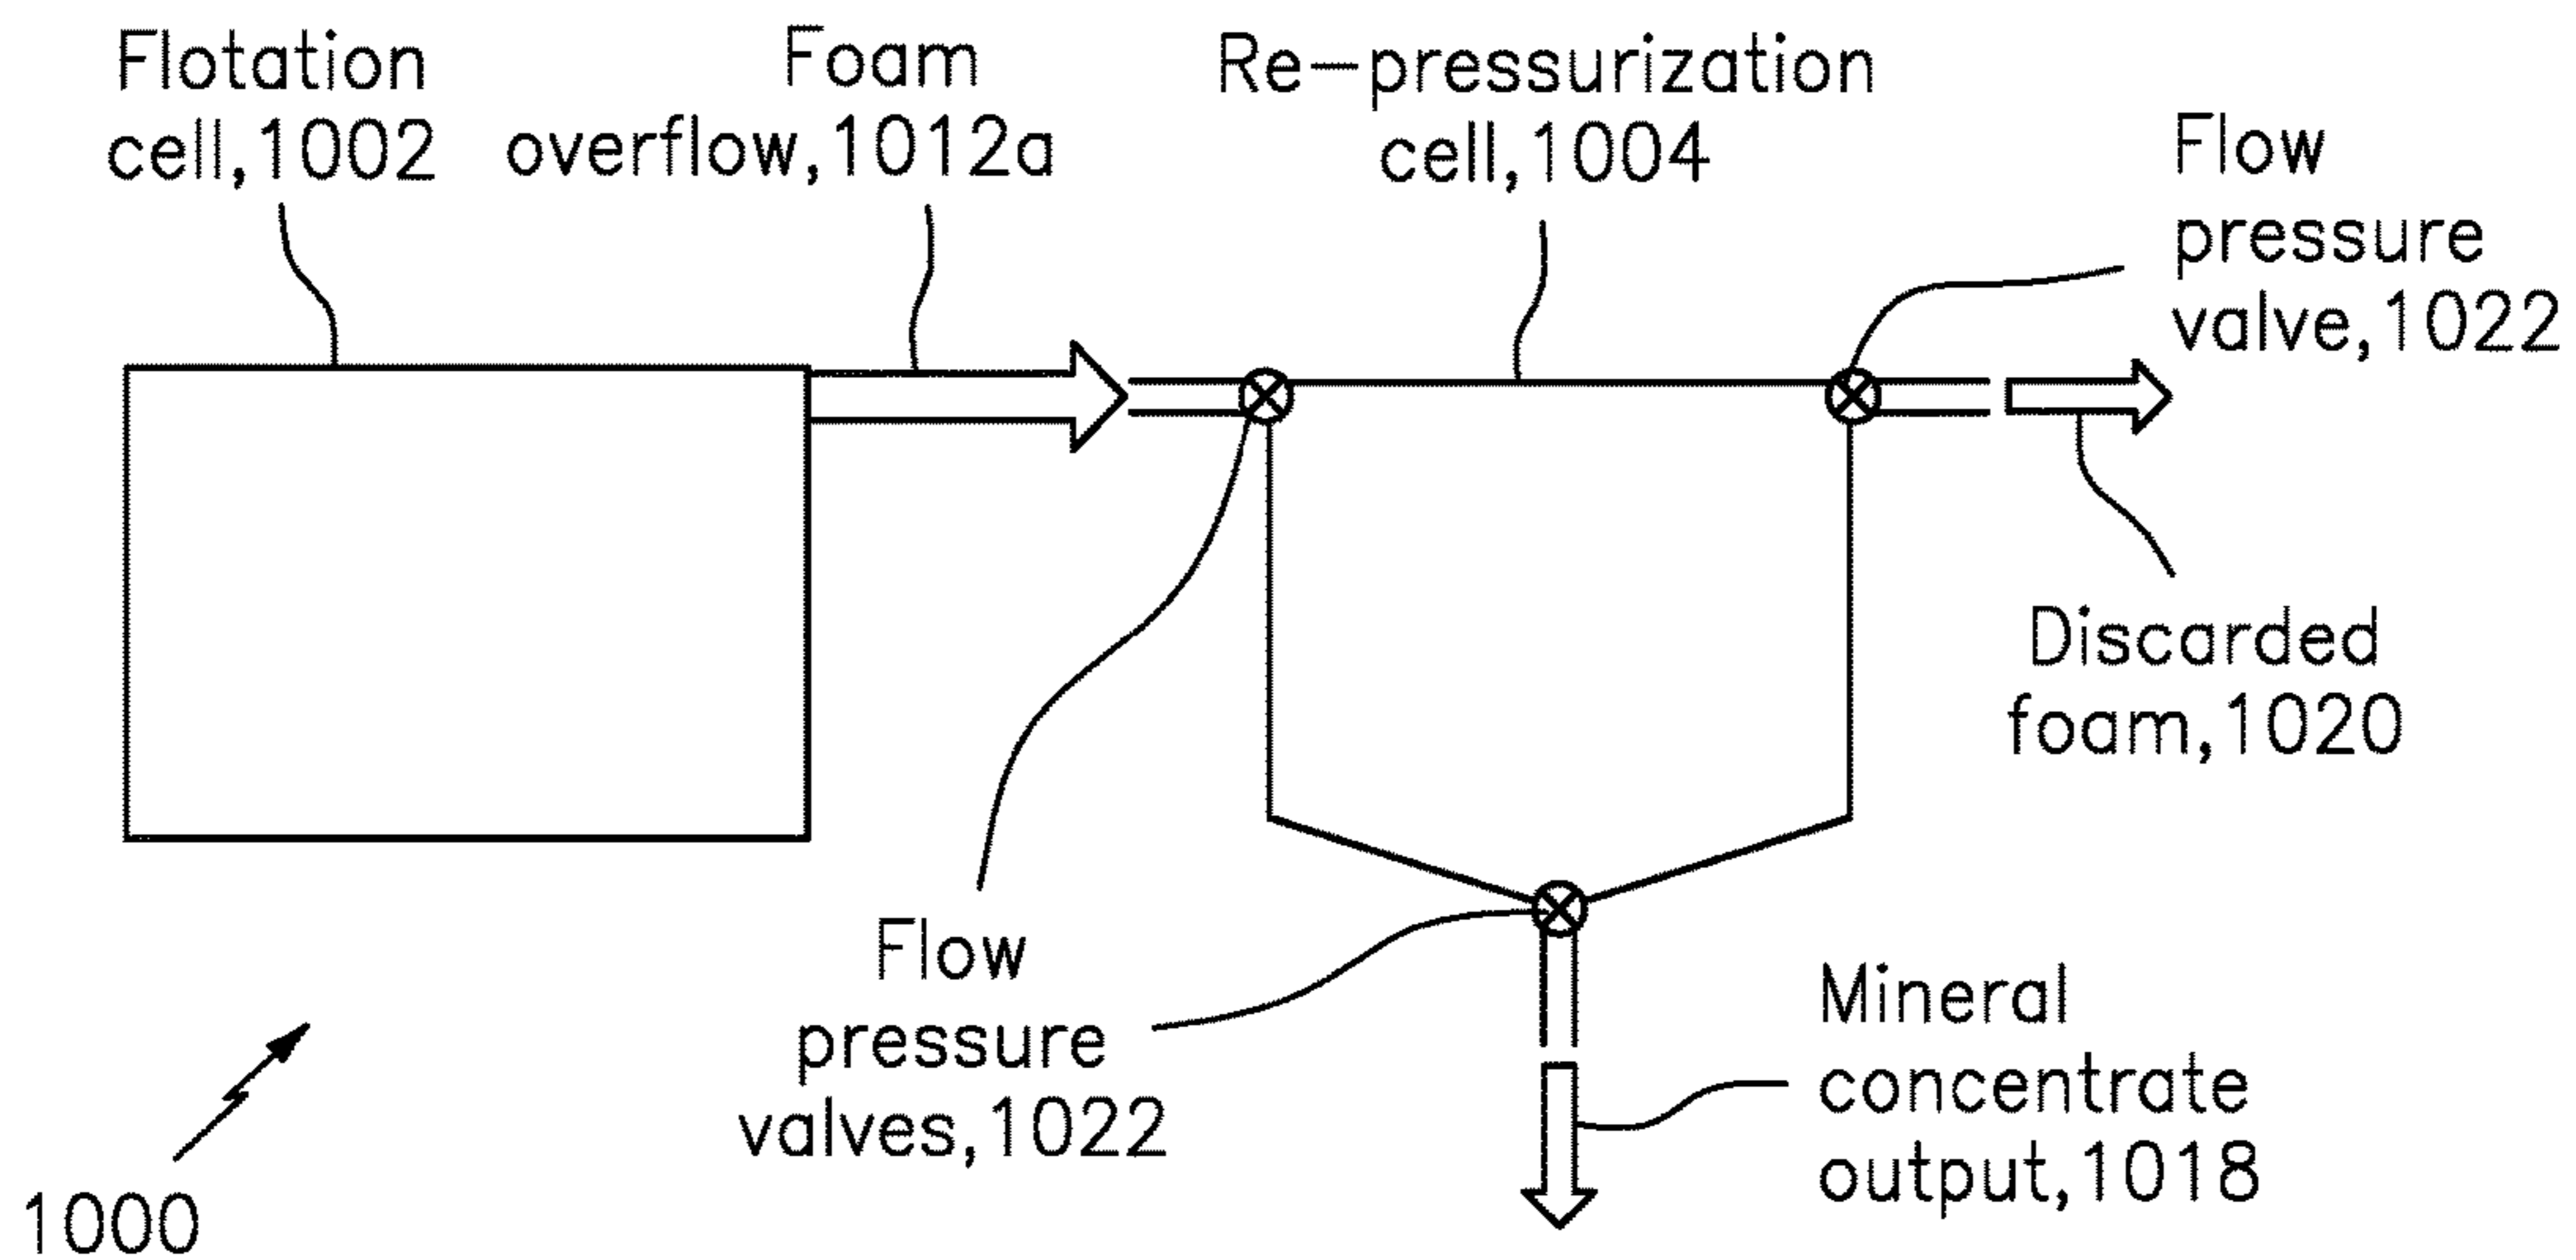 Flotation
cell,1002
Foam
overflow,1012a
Re-pressurization
cell,1004
Flow
pressure
valve,1022
Discarded
foam,1020
Flow
pressure
valves,1022
Mineral
concentrate
output,1018
1000